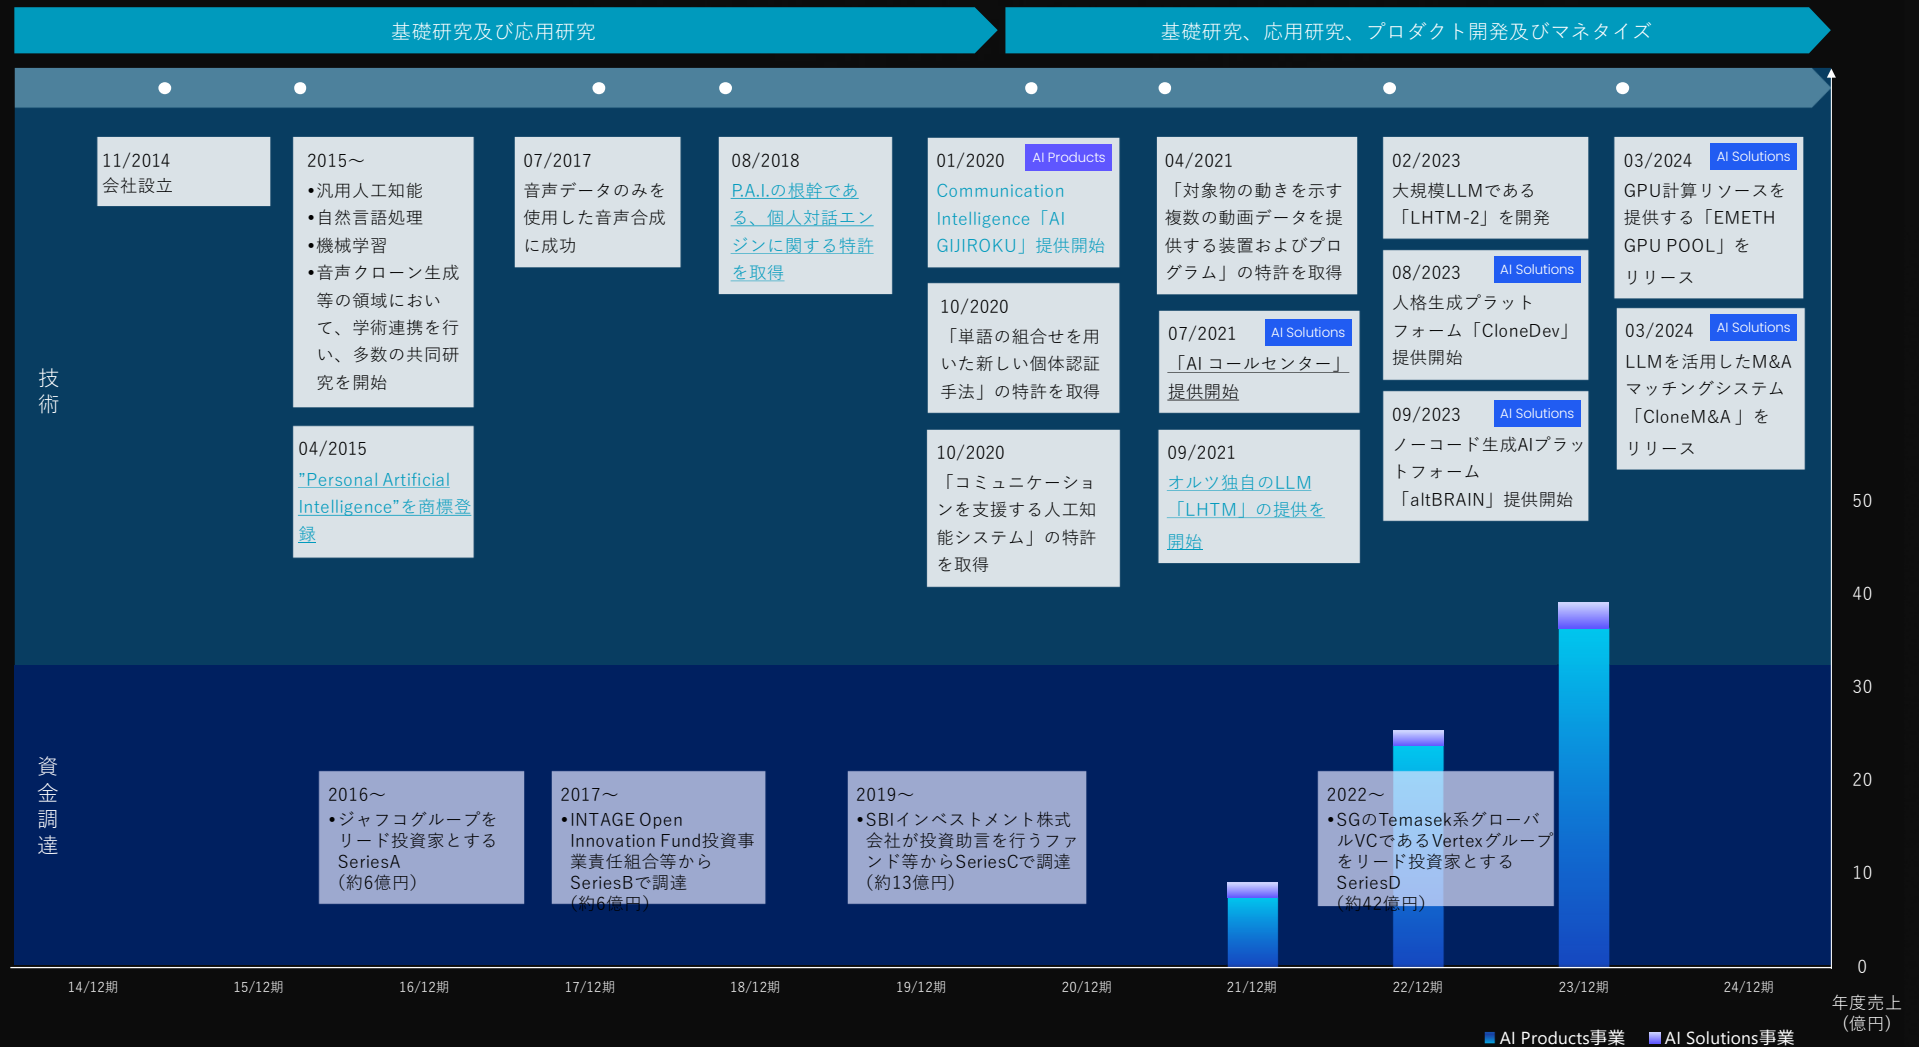 基礎研究及び応用研究
基礎研究、応用研究、プロダクト開発及びマネタイズ
技術
11/2014
会社設立
2015～
•汎用人工知能
•自然言語処理
•機械学習
•音声クローン生成
等の領域におい
て、学術連携を行
い、多数の共同研
究を開始
04/2015
”Personal Artificial
Intelligence”を商標登
録
07/2017
音声データのみを
使用した音声合成
に成功
08/2018
P.A.I.の根幹であ
る、個人対話エン
ジンに関する特許
を取得
01/2020
AI Products
Communication
Intelligence「AI
GIJIROKU」提供開始
10/2020
「単語の組合せを用
いた新しい個体認証
手法」の特許を取得
10/2020
「コミュニケーショ
ンを支援する人工知
能システム」の特許
を取得
04/2021
「対象物の動きを示す
複数の動画データを提
供する装置およびプロ
グラム」の特許を取得
07/2021
AI Solutions
「AI コールセンター」
提供開始
09/2021
オルツ独自のLLM
「LHTM」の提供を
開始
02/2023
大規模LLMである
「LHTM-2」を開発
08/2023
AI Solutions
人格生成プラット
フォーム「CloneDev」
提供開始
09/2023
AI Solutions
ノーコード生成AIプラッ
トフォーム
「altBRAIN」提供開始
03/2024
AI Solutions
GPU計算リソースを
提供する「EMETH
GPU POOL」を
リリース
03/2024
AI Solutions
LLMを活用したM&A
マッチングシステム
「CloneM&A 」を
リリース
資金調達
2016～
•ジャフコグループを
リード投資家とする
SeriesA
（約6億円）
2017～
•INTAGE Open
Innovation Fund投資事
業責任組合等から
SeriesBで調達
（約6億円）
2019～
•SBIインベストメント株式
会社が投資助言を行うファ
ンド等からSeriesCで調達
（約13億円）
2022～
•SGのTemasek系グローバ
ルVCであるVertexグループ
をリード投資家とする
SeriesD
（約42億円）
50
40
30
20
10
0
14/12期
15/12期
16/12期
17/12期
18/12期
19/12期
20/12期
21/12期
22/12期
23/12期
24/12期
年度売上
（億円）
AI Products事業
AI Solutions事業